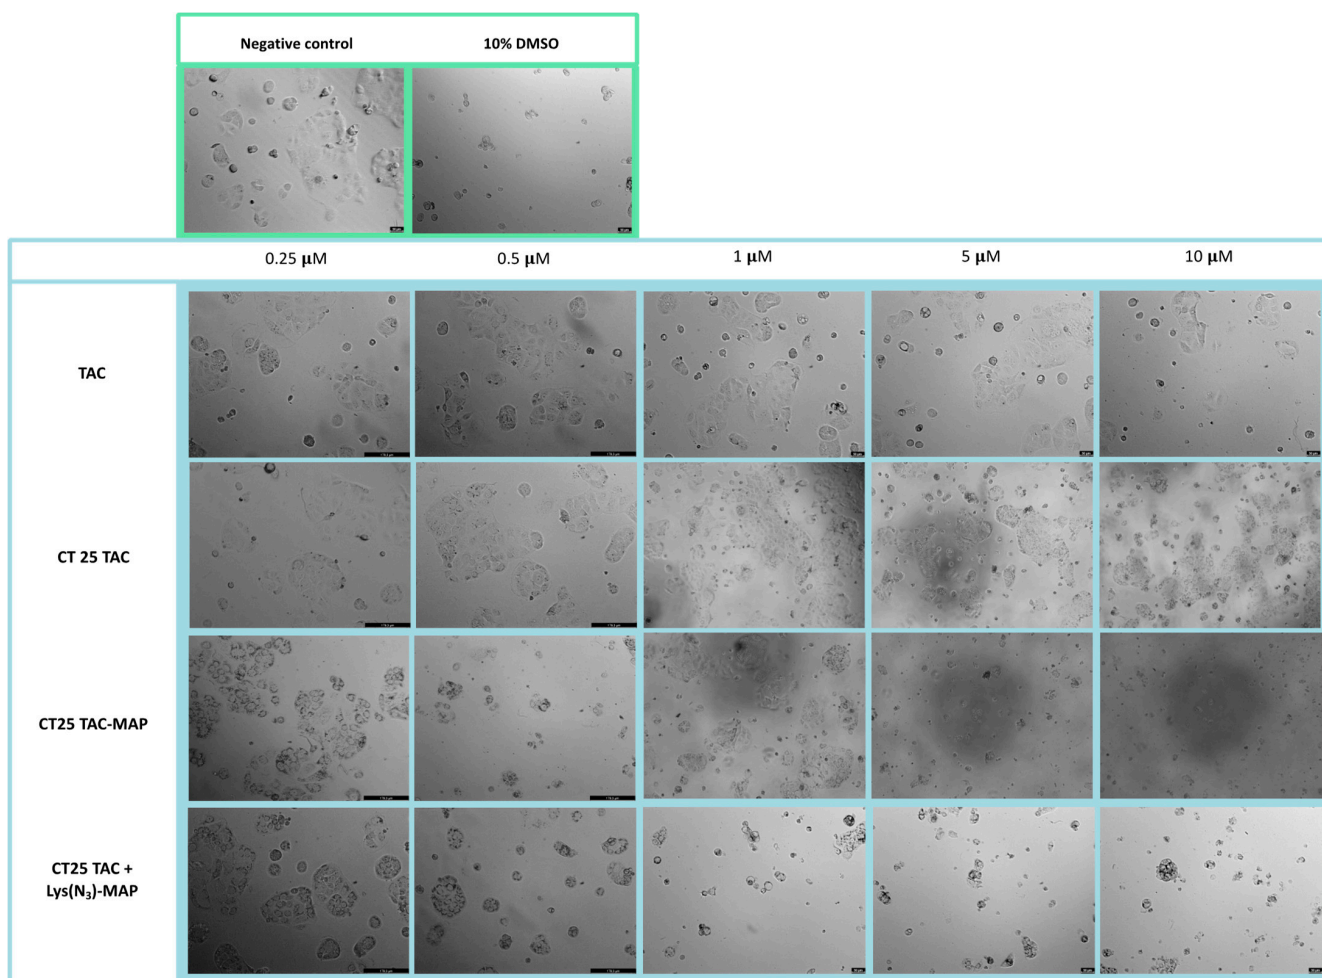 Negative control 10% DMSO
0.25 μM 0.5 μM 1 μM 5 μM 10 μM
TAC
CT 25 TAC
CT25 TAC-MAP
CT25 TAC +
Lys(N₃)-MAP